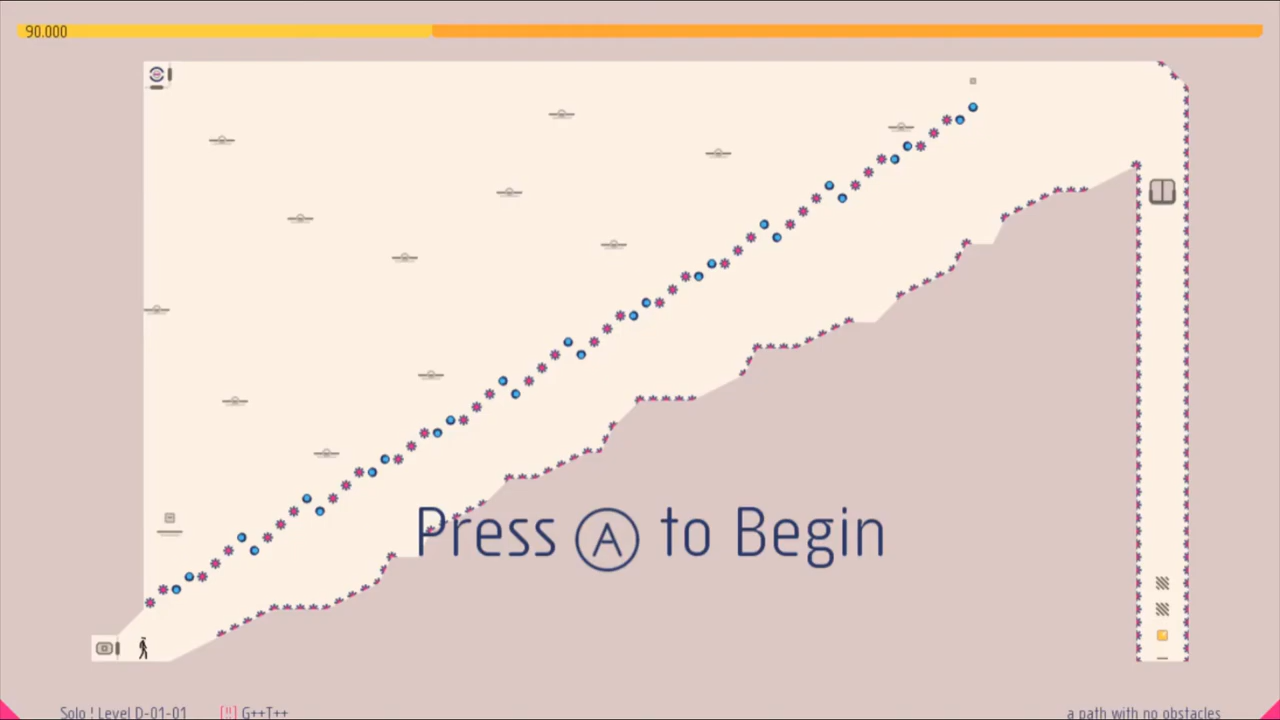 90.000
Press A to Begin
Solo ! Level D-01-01 [!!] G++T++
a path with no obstacles